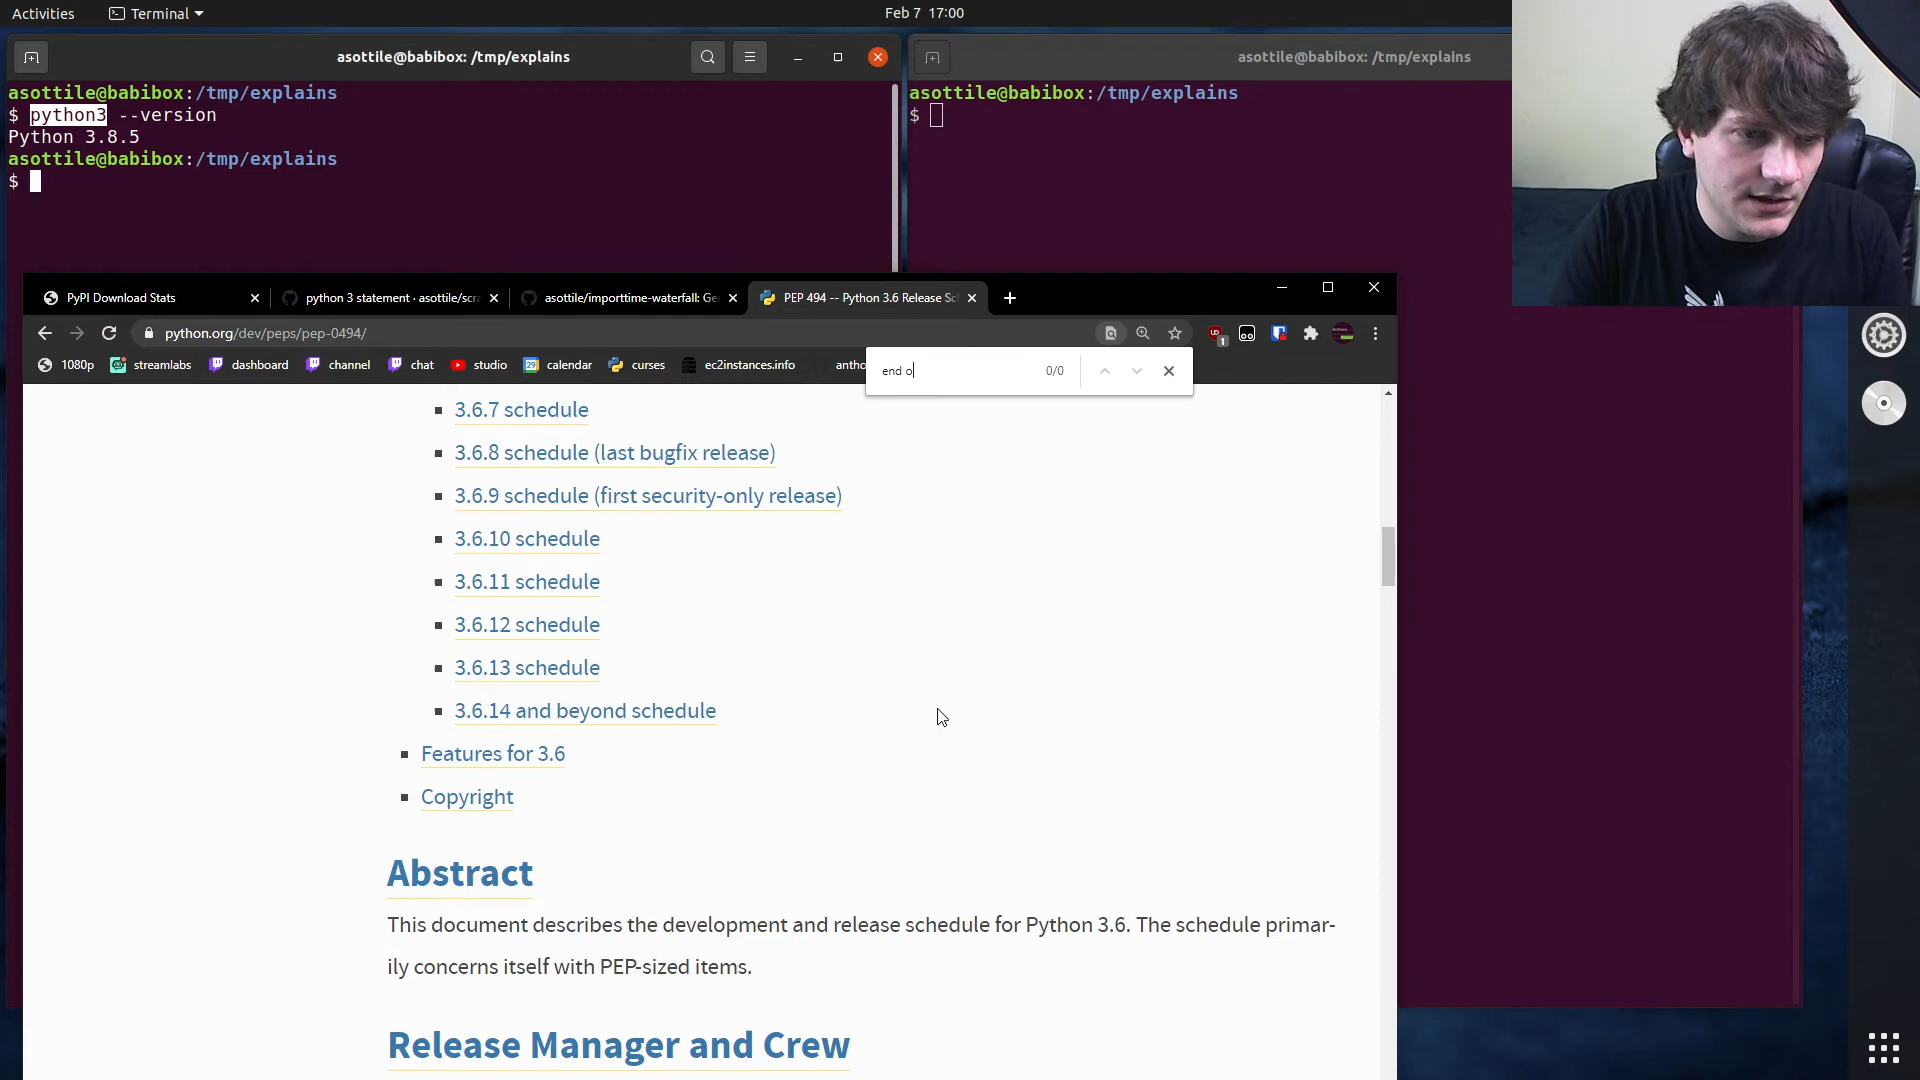 Activities
Terminal
Feb 7 17:00
asottile@babibox: /tmp/explains
asottile@babibox:/tmp/explains
$ python3 --version
Python 3.8.5
asottile@babibox:/tmp/explains
$
asottile@babibox: /tmp/explains
asottile@babibox:/tmp/explains
$
PyPI Download Stats
python 3 statement · asottile/scr
asottile/importtime-waterfall: Ge
PEP 494 -- Python 3.6 Release Sc
python.org/dev/peps/pep-0494/
1
1080p
streamlabs
dashboard
channel
chat
studio
29
calendar
curses
ec2instances.info
antho
end o
0/0
3.6.7 schedule
3.6.8 schedule (last bugfix release)
3.6.9 schedule (first security-only release)
3.6.10 schedule
3.6.11 schedule
3.6.12 schedule
3.6.13 schedule
3.6.14 and beyond schedule
Features for 3.6
Copyright
Abstract
This document describes the development and release schedule for Python 3.6. The schedule primar-
ily concerns itself with PEP-sized items.
Release Manager and Crew